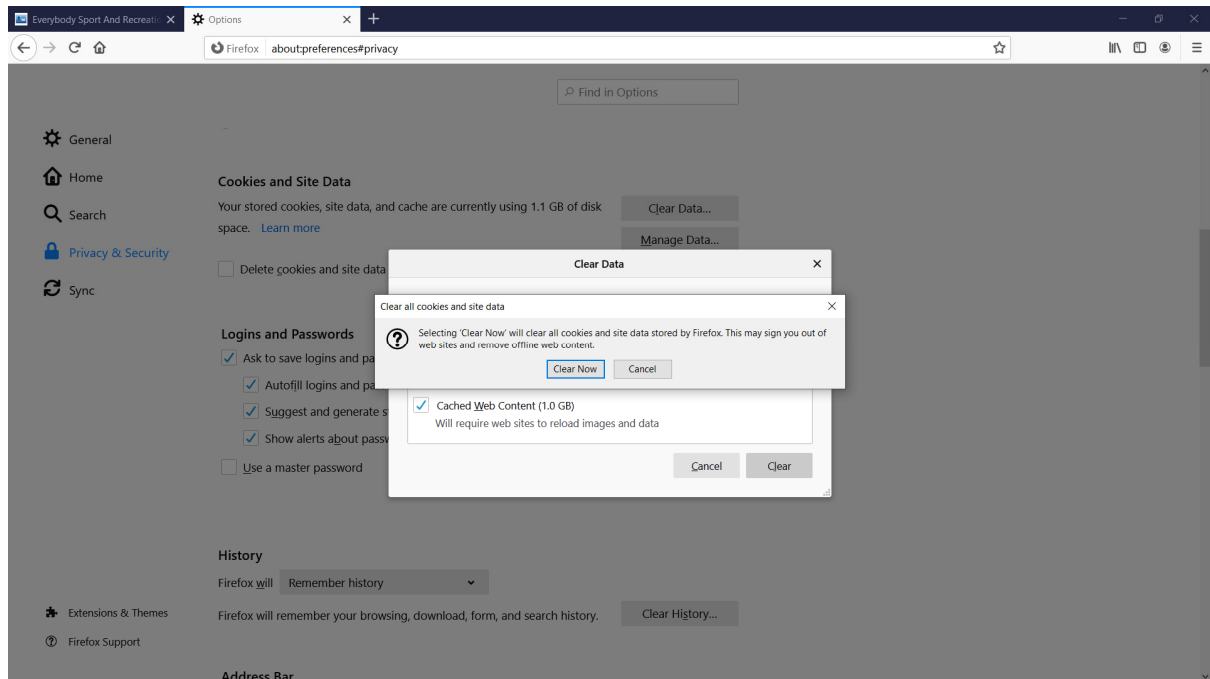 Everybody Sport And Recreatio
Options
Firefox about:preferences#privacy
Find in Options
General
Home
Search
Privacy & Security
Sync
Extensions & Themes
Firefox Support
Cookies and Site Data
Your stored cookies, site data, and cache are currently using 1.1 GB of disk
space. Learn more
Clear Data...
Manage Data...
Delete cookies and site data
Clear Data
Clear all cookies and site data
Selecting 'Clear Now' will clear all cookies and site data stored by Firefox. This may sign you out of
web sites and remove offline web content.
Clear Now Cancel
Cached Web Content (1.0 GB)
Will require web sites to reload images and data
Cancel Clear
Logins and Passwords
Ask to save logins and pa
Autofill logins and pa
Suggest and generate s
Show alerts about passw
Use a master password
History
Firefox will Remember history
Firefox will remember your browsing, download, form, and search history.
Clear History...
Address Bar